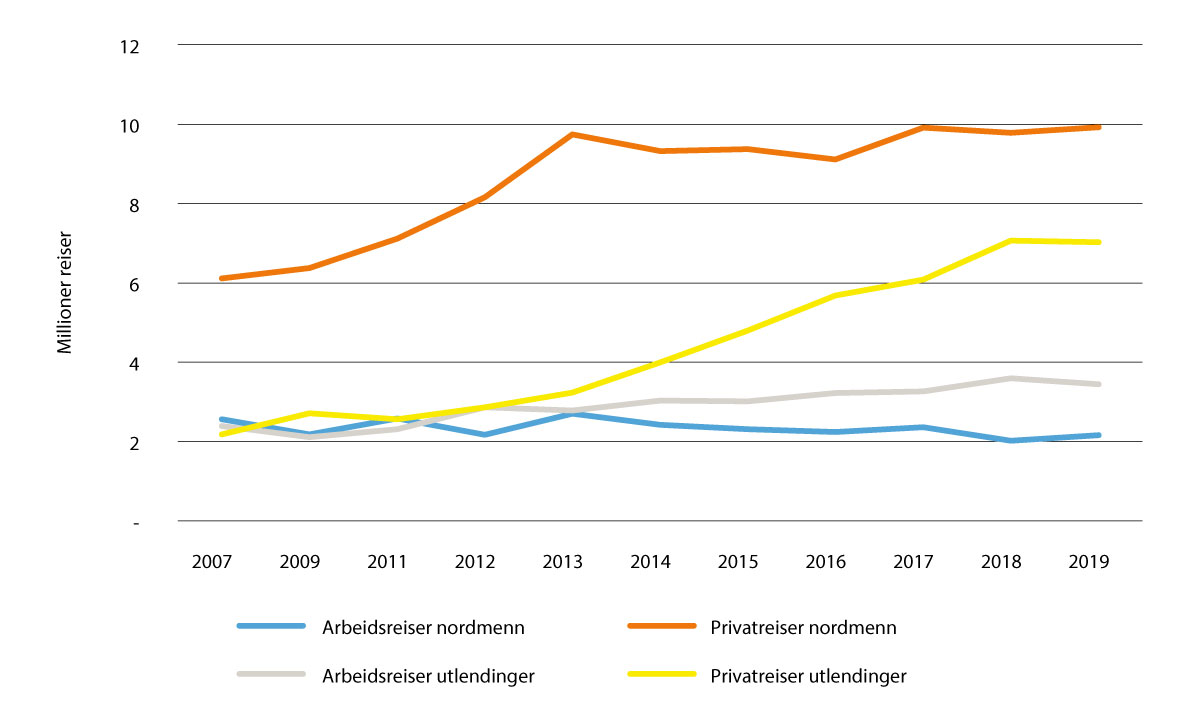 12
10
8
6
4
2
-
Millioner reiser
2007 2009 2011 2012 2013 2014 2015 2016 2017 2018 2019
Arbeidsreiser nordmenn Privatreiser nordmenn
Arbeidsreiser utlendinger Privatreiser utlendinger